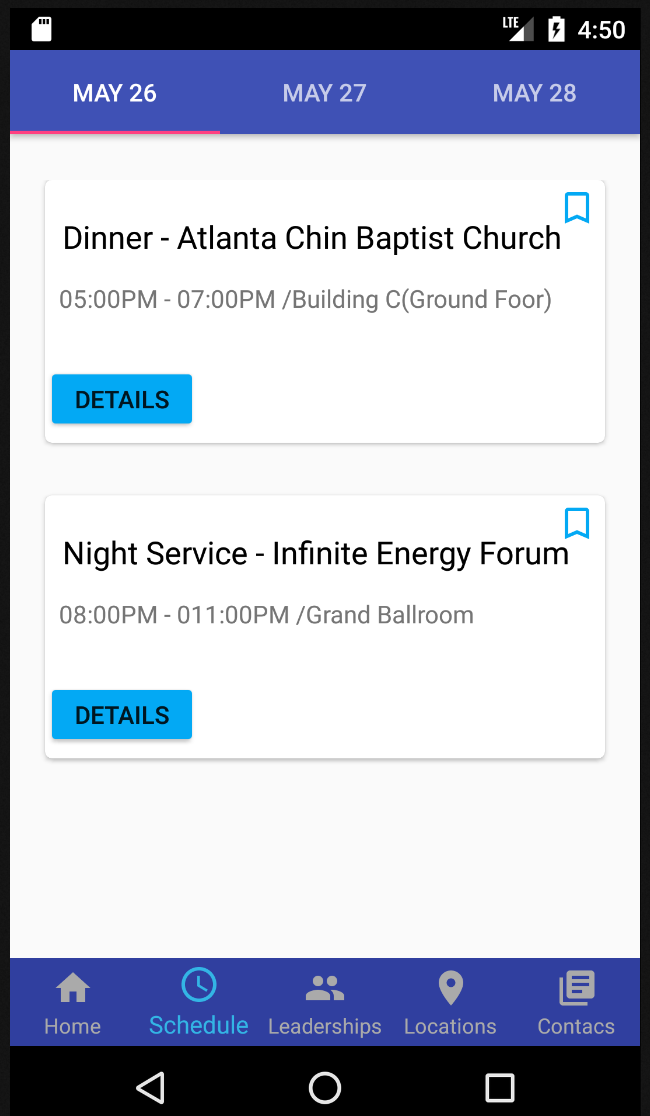 LTE 4:50
MAY 26 MAY 27 MAY 28
Dinner - Atlanta Chin Baptist Church
05:00PM - 07:00PM /Building C(Ground Foor)
DETAILS
Night Service - Infinite Energy Forum
08:00PM - 011:00PM /Grand Ballroom
DETAILS
Home Schedule Leaderships Locations Contacs